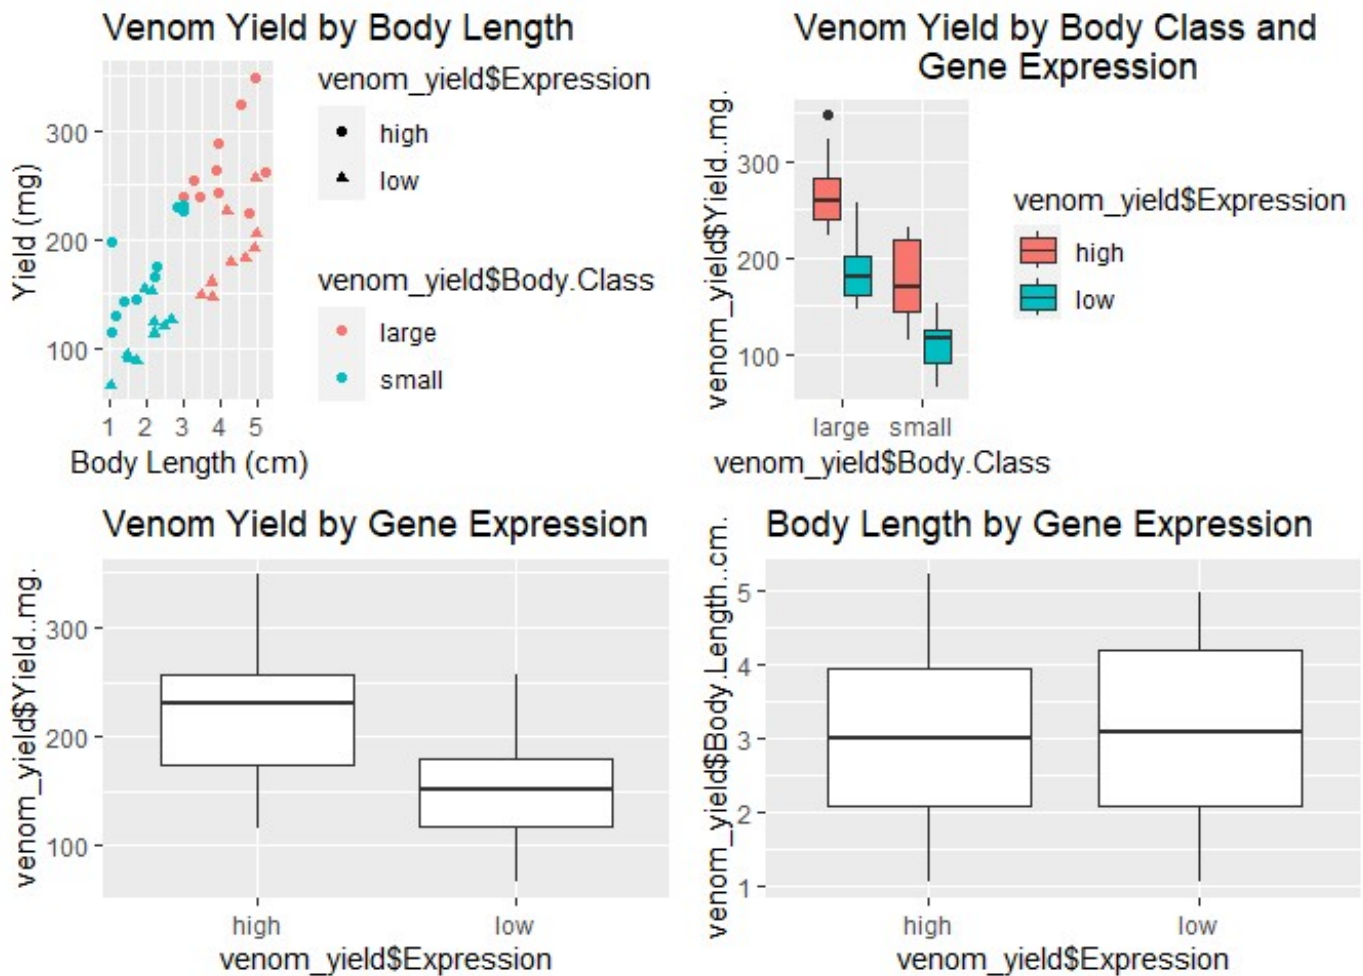 Venom Yield by Body Length
Yield (mg)
300
200
100
1 2 3 4 5
Body Length (cm)
venom_yield$Expression
high
low
venom_yield$Body.Class
large
small
Venom Yield by Body Class and
Gene Expression
venom_yield$Yield..mg.
300
200
100
large small
venom_yield$Body.Class
venom_yield$Expression
high
low
Venom Yield by Gene Expression
venom_yield$Yield..mg.
300
200
100
high low
venom_yield$Expression
Body Length by Gene Expression
venom_yield$Body.Length..cm.
5
4
3
2
1
high low
venom_yield$Expression